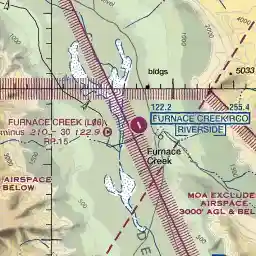 bldgs
5033
122.2
255.4
FURNACE CREEK RCO
RIVERSIDE
FURNACE CREEK (L06)
minus 210 - 30 122.9 C
RP 15
Furnace
Creek
AIRSPACE
BELOW
MOA EXCLUDE
AIRSPACE
3000' AGL & BEL
D
E